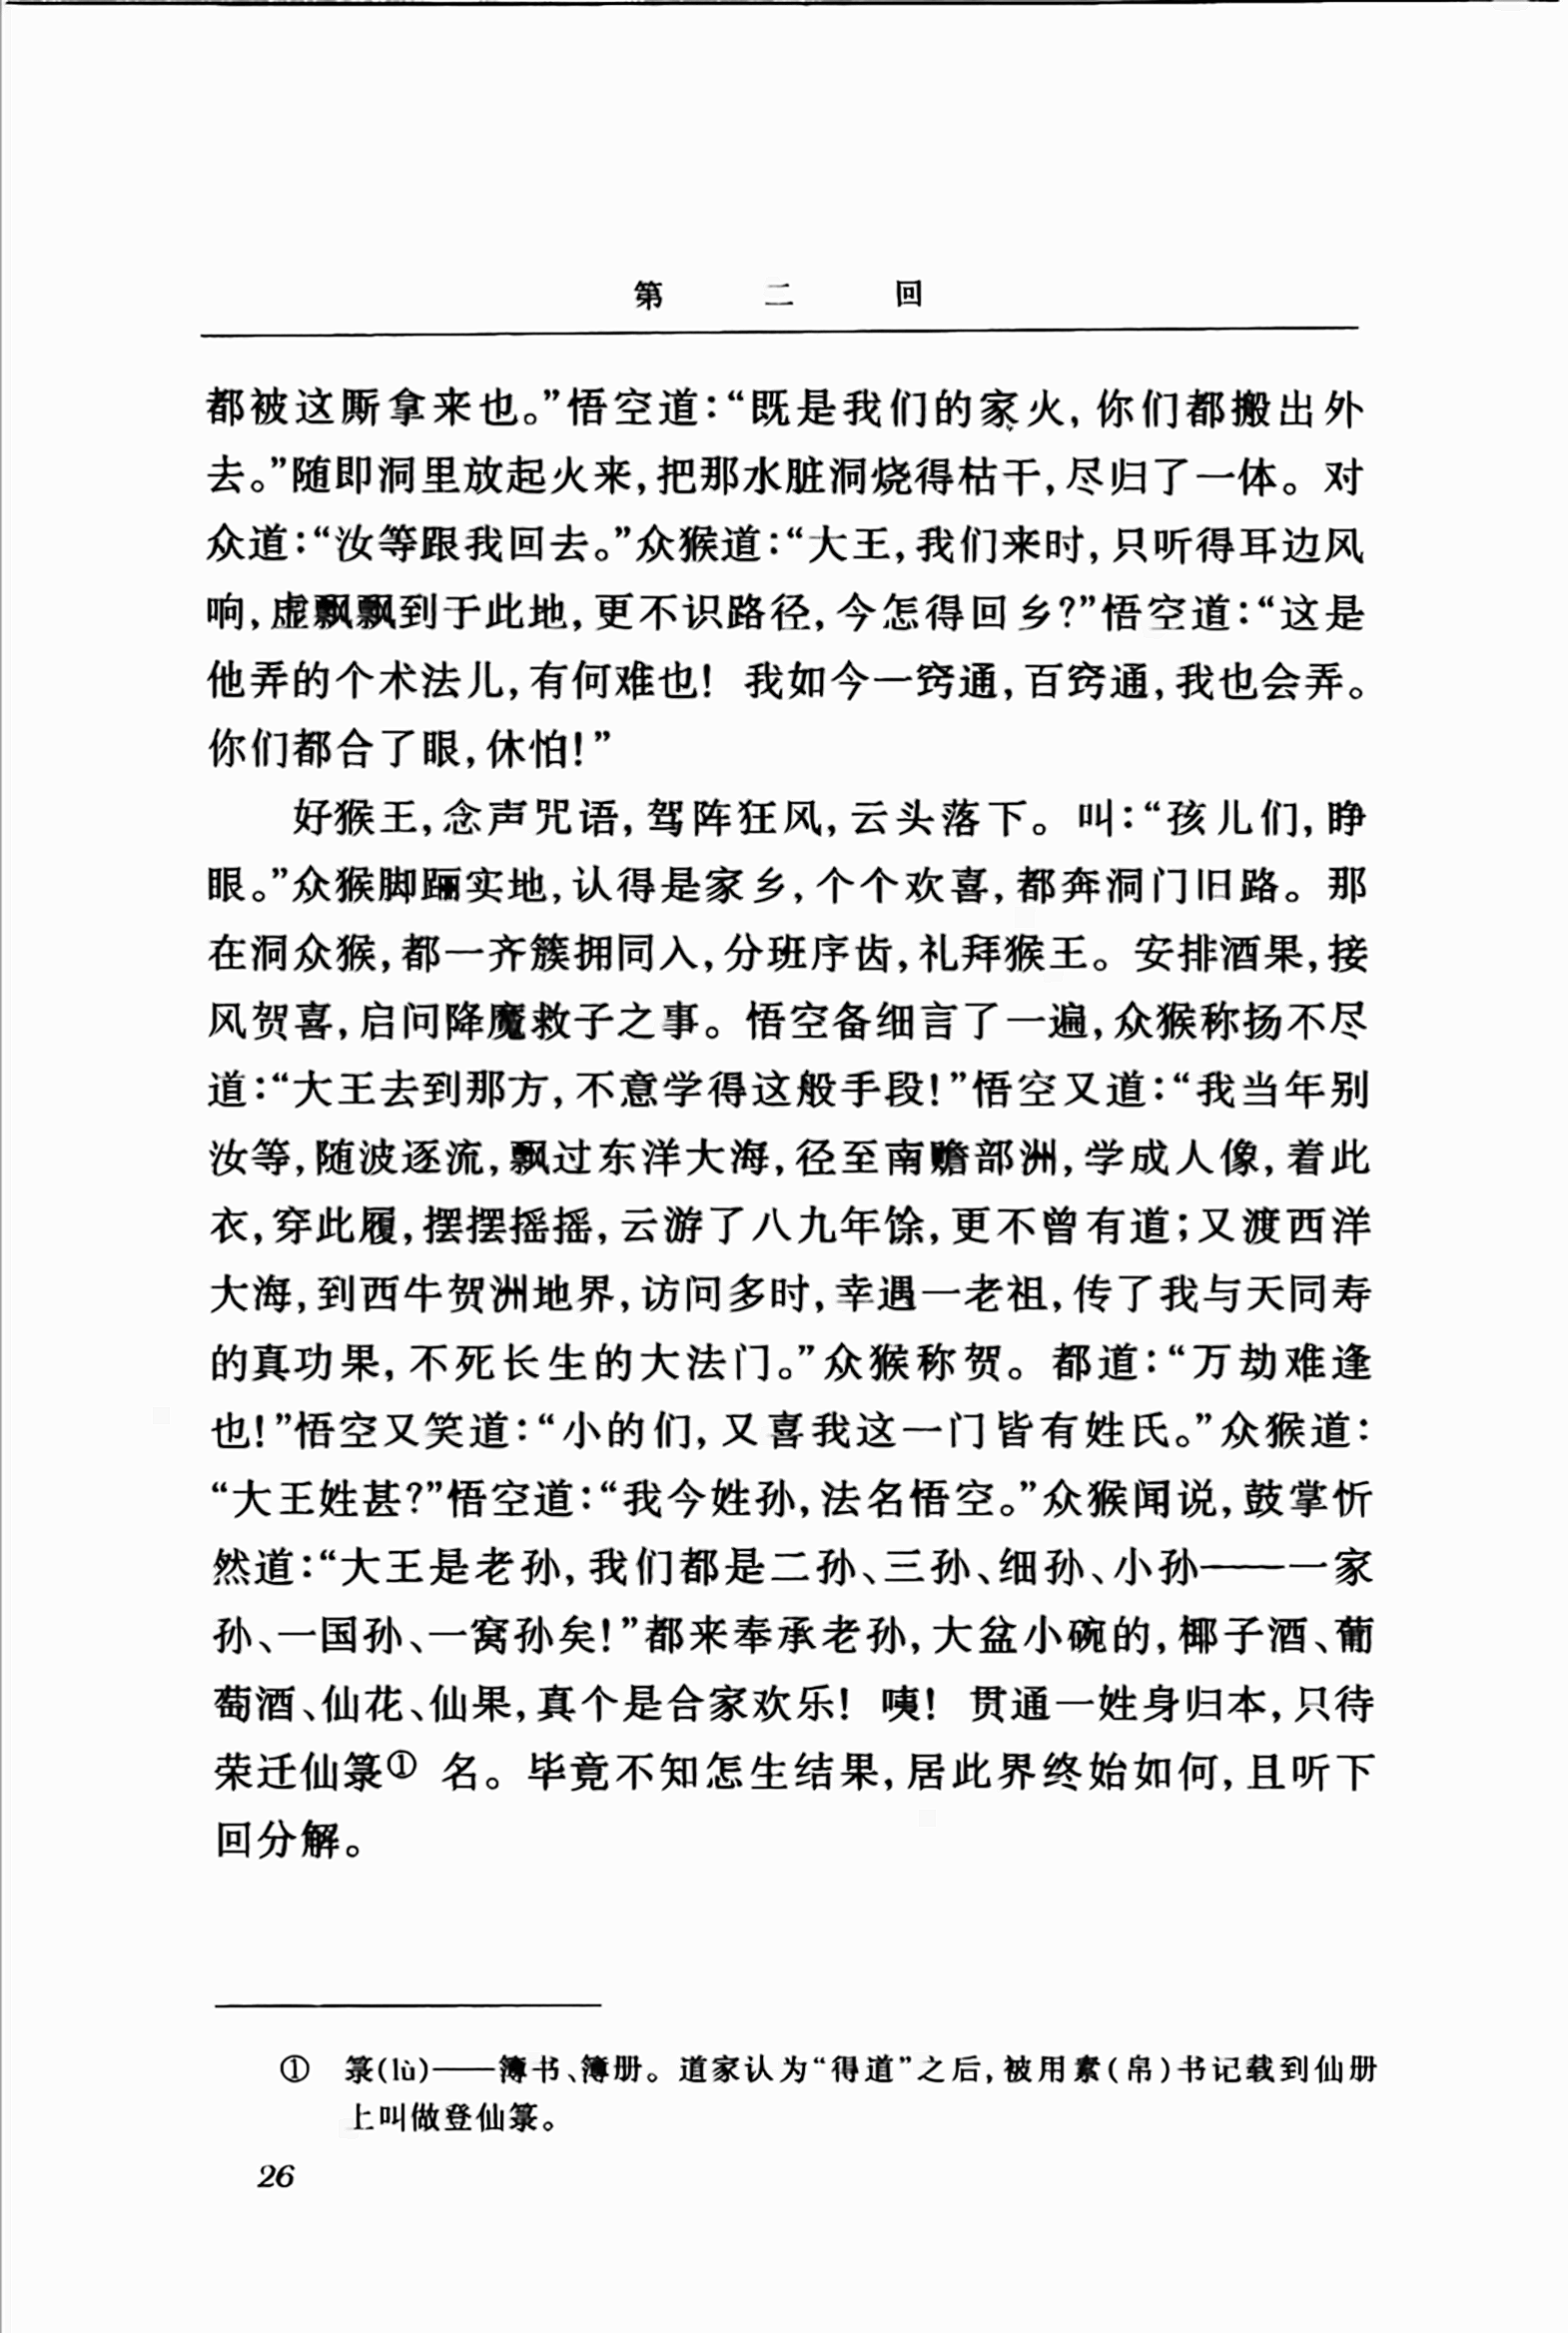 第二回
都被这厮拿来也。”悟空道：“既是我们的家火，你们都搬出外
去。”随即洞里放起火来，把那水脏洞烧得枯干，尽归了一体。对
众道：“汝等跟我回去。”众猴道：“大王，我们来时，只听得耳边风
响，虚飘飘到于此地，更不识路径，今怎得回乡？”悟空道：“这是
他弄的个术法儿，有何难也！我如今一窍通，百窍通，我也会弄。
你们都合了眼，休怕！”
好猴王，念声咒语，驾阵狂风，云头落下。叫：“孩儿们，睁
眼。”众猴脚𮜃实地，认得是家乡，个个欢喜，都奔洞门旧路。那
在洞众猴，都一齐簇拥同入，分班序齿，礼拜猴王。安排酒果，接
风贺喜，启问降魔救子之事。悟空备细言了一遍，众猴称扬不尽
道：“大王去到那方，不意学得这般手段！”悟空又道：“我当年别
汝等，随波逐流，飘过东洋大海，径至南赡部洲，学成人像，着此
衣，穿此履，摆摆摇摇，云游了八九年馀，更不曾有道；又渡西洋
大海，到西牛贺洲地界，访问多时，幸遇一老祖，传了我与天同寿
的真功果，不死长生的大法门。”众猴称贺。都道：“万劫难逢
也！”悟空又笑道：“小的们，又喜我这一门皆有姓氏。”众猴道：
“大王姓甚？”悟空道：“我今姓孙，法名悟空。”众猴闻说，鼓掌忻
然道：“大王是老孙，我们都是二孙、三孙、细孙、小孙——一家
孙、一国孙、一窝孙矣！”都来奉承老孙，大盆小碗的，椰子酒、葡
萄酒、仙花、仙果，真个是合家欢乐！咦！贯通一姓身归本，只待
荣迁仙箓① 名。毕竟不知怎生结果，居此界终始如何，且听下
回分解。
① 箓(lù)——簿书、簿册。道家认为“得道”之后，被用素(帛)书记载到仙册
上叫做登仙箓。
26